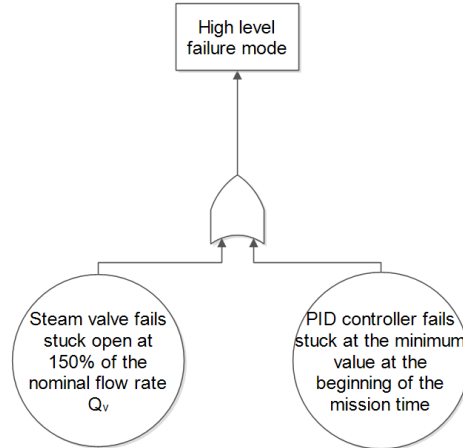 High level
failure mode
Steam valve fails
stuck open at
150% of the
nominal flow rate
Qᵥ
PID controller fails
stuck at the minimum
value at the
beginning of the
mission time